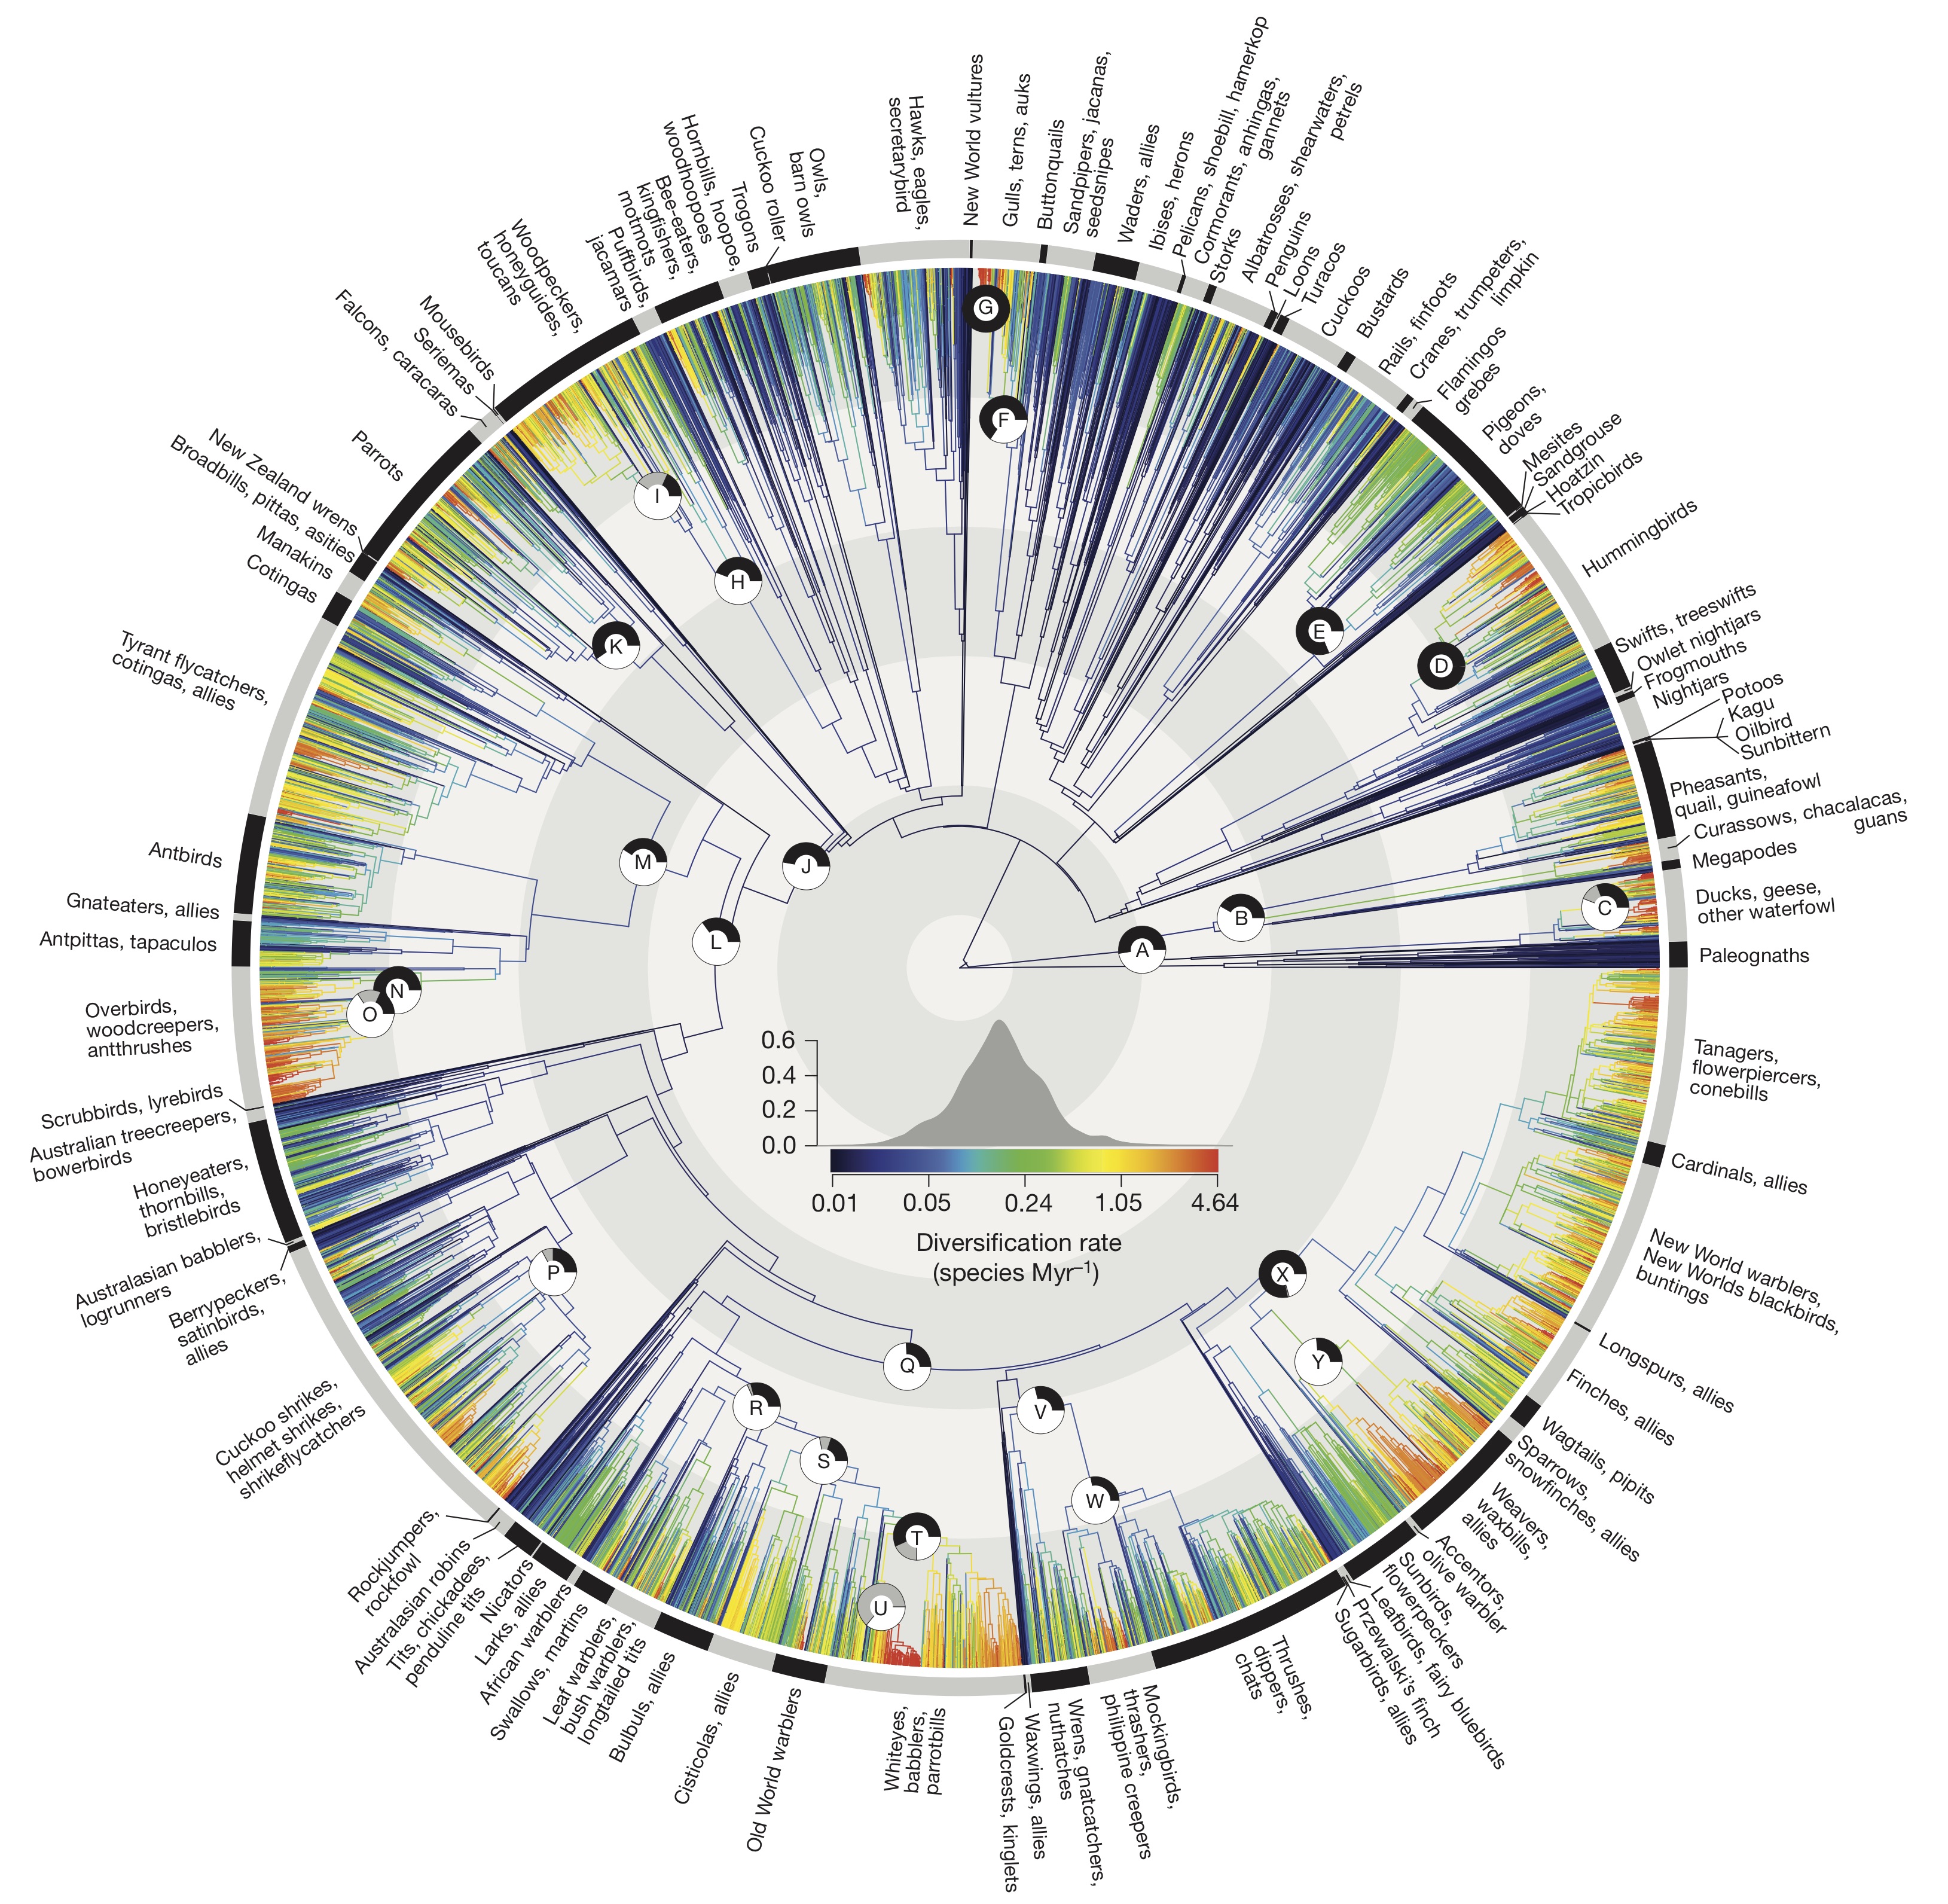 New World vultures
Gulls, terns, auks
Buttonquails
Sandpipers, jacanas,
seedsnipes
Waders, allies
Ibises, herons
Pelicans, shoebill, hamerkop
Cormorants, anhingas,
gannets
Storks
Albatrosses, shearwaters,
petrels
Penguins
Loons
Turacos
Cuckoos
Bustards
Rails, finfoots
Cranes, trumpeters,
limpkin
Flamingos
grebes
Pigeons,
doves
Mesites
Sandgrouse
Hoatzin
Tropicbirds
Hummingbirds
Swifts, treeswifts
Owlet nightjars
Frogmouths
Nightjars
Potoos
Kagu
Oilbird
Sunbittern
Pheasants,
quail, guineafowl
Curassows, chacalacas,
guans
Megapodes
Ducks, geese,
other waterfowl
Paleognaths
Tanagers,
flowerpiercers,
conebills
Cardinals, allies
New World warblers,
New Worlds blackbirds,
buntings
Longspurs, allies
Finches, allies
Wagtails, pipits
Sparrows,
snowfinches, allies
Weavers,
waxbills,
allies
Accentors,
olive warbler
Sunbirds,
flowerpeckers
Leafbirds, fairy bluebirds
Przewalski's finch
Sugarbirds, allies
Thrushes,
dippers,
chats
Mockingbirds,
thrashers,
philippine creepers
Wrens, gnatcatchers,
nuthatches
Waxwings, allies
Goldcrests, kinglets
Whiteyes,
babblers,
parrotbills
Old World warblers
Cisticolas, allies
Bulbuls, allies
Leaf warblers,
bush warblers,
longtailed tits
Swallows, martins
African warblers
Larks, allies
Nicators
Tits, chickadees,
penduline tits
Australasian robins
Rockjumpers,
rockfowl
Cuckoo shrikes,
helmet shrikes,
shrikeflycatchers
Berrypeckers,
satinbirds,
allies
Australasian babblers,
logrunners
Honeyeaters,
thornbills,
bristlebirds
Australian treecreepers,
bowerbirds
Scrubbirds, lyrebirds
Overbirds,
woodcreepers,
antthrushes
Antpittas, tapaculos
Gnateaters, allies
Antbirds
Tyrant flycatchers,
cotingas, allies
Cotingas
Manakins
Broadbills, pittas, asities
New Zealand wrens
Parrots
Falcons, caracaras
Seriemas
Mousebirds
Woodpeckers,
honeyguides,
toucans
Puffbirds,
jacamars
Bee-eaters,
kingfishers,
motmots
Hornbills, hoopoe,
woodhoopoes
Trogons
Cuckoo roller
Owls,
barn owls
Hawks, eagles,
secretarybird
A
B
C
D
E
F
G
H
I
J
K
L
M
N
O
P
Q
R
S
T
U
V
W
X
Y
0.6
0.4
0.2
0.0
0.01 0.05 0.24 1.05 4.64
Diversification rate
(species Myr–1)